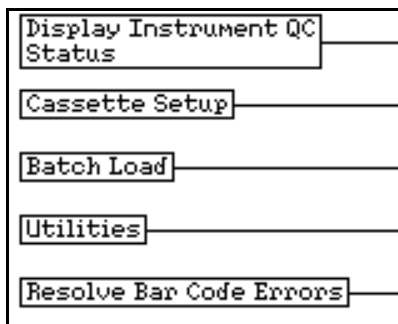 Display Instrument QC
Status
Cassette Setup
Batch Load
Utilities
Resolve Bar Code Errors